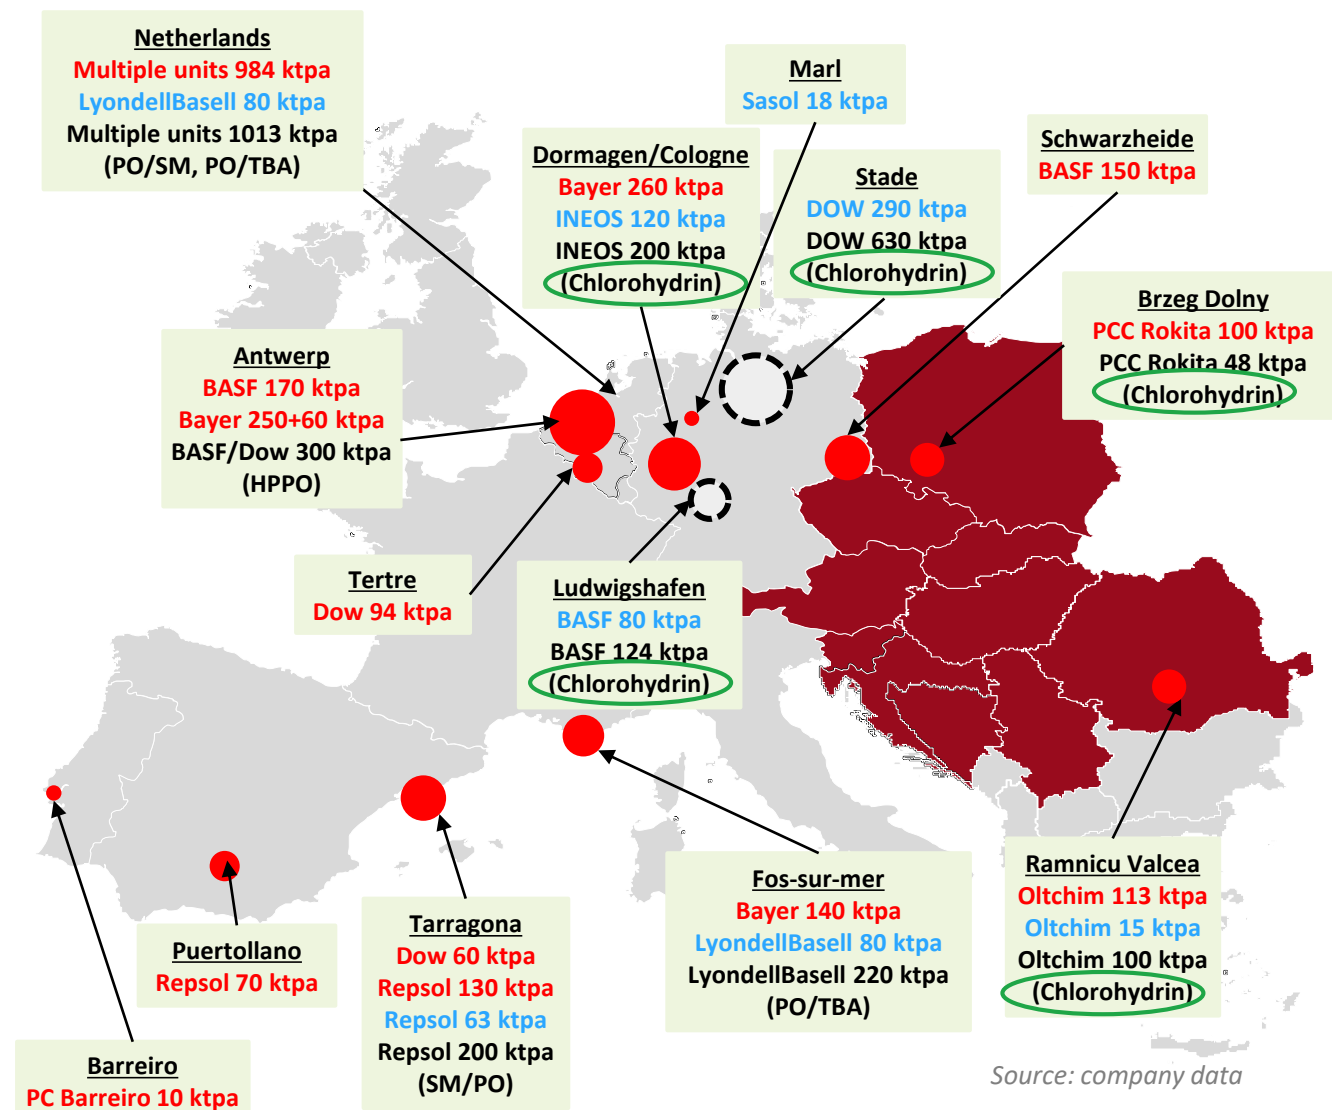 Netherlands
Multiple units 984 ktpa
LyondellBasell 80 ktpa
Multiple units 1013 ktpa
(PO/SM, PO/TBA)
Marl
Sasol 18 ktpa
Dormagen/Cologne
Bayer 260 ktpa
INEOS 120 ktpa
INEOS 200 ktpa
(Chlorohydrin)
Stade
DOW 290 ktpa
DOW 630 ktpa
(Chlorohydrin)
Schwarzheide
BASF 150 ktpa
Brzeg Dolny
PCC Rokita 100 ktpa
PCC Rokita 48 ktpa
(Chlorohydrin)
Antwerp
BASF 170 ktpa
Bayer 250+60 ktpa
BASF/Dow 300 ktpa
(HPPO)
Tertre
Dow 94 ktpa
Ludwigshafen
BASF 80 ktpa
BASF 124 ktpa
(Chlorohydrin)
Puertollano
Repsol 70 ktpa
Tarragona
Dow 60 ktpa
Repsol 130 ktpa
Repsol 63 ktpa
Repsol 200 ktpa
(SM/PO)
Fos-sur-mer
Bayer 140 ktpa
LyondellBasell 80 ktpa
LyondellBasell 220 ktpa
(PO/TBA)
Ramnicu Valcea
Oltchim 113 ktpa
Oltchim 15 ktpa
Oltchim 100 ktpa
(Chlorohydrin)
Barreiro
PC Barreiro 10 ktpa
Source: company data